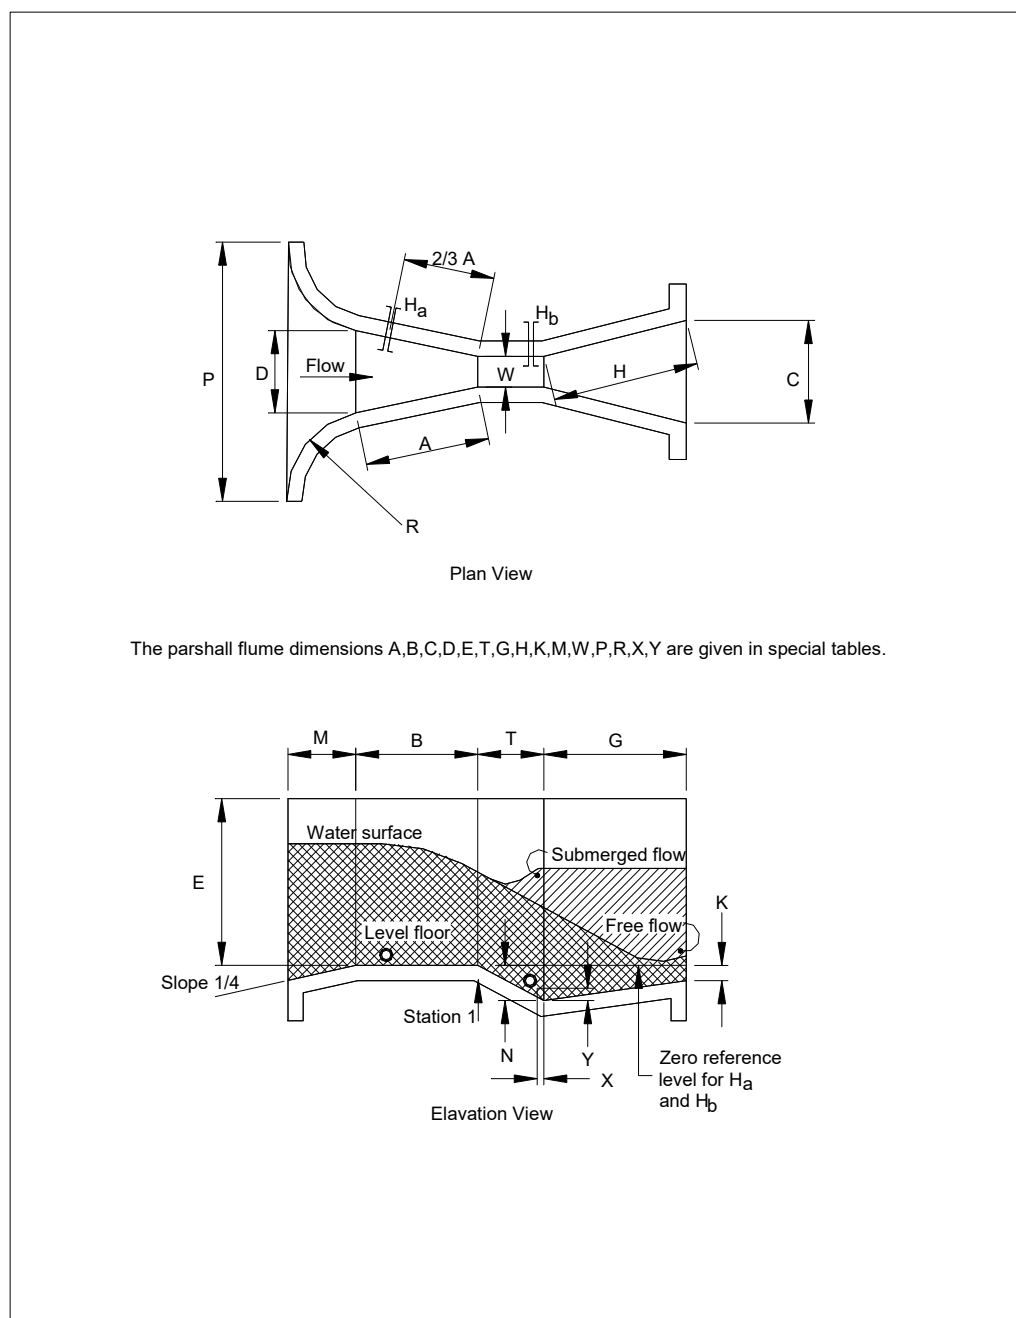 2/3 A
Ha
Hb
P
D
Flow
W
H
C
A
R
Plan View
The parshall flume dimensions A,B,C,D,E,T,G,H,K,M,W,P,R,X,Y are given in special tables.
M
B
T
G
Water surface
Submerged flow
E
K
Level floor
Free flow
Slope 1/4
Station 1
N
Y
X
Zero reference
level for Ha
and Hb
Elavation View